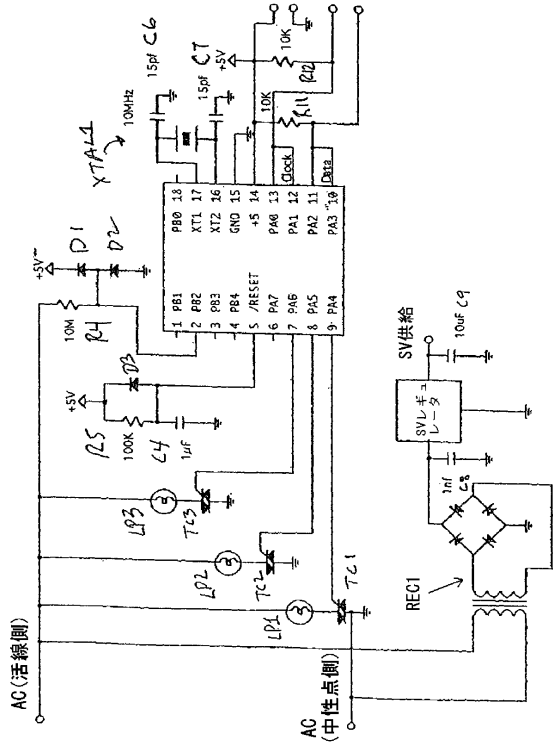 AC(活線側)
AC
(中性点側)
LP3
TC3
LP2
TC2
LP1
TC1
R5
+5V
100K
C4
1μF
D3
10M
R4
+5V
D1
D2
XTAL1
10MHz
15pf C6
15pf C7
+5V
10K
R12
10K
R11
1 PB1
2 PB2
3 PB3
4 PB4
5 /RESET
6 PA7
7 PA6
8 PA5
9 PA4
PB0 18
XT1 17
XT2 16
GND 15
+5 14
PA0 13
PA1 12
PA2 11
PA3 10
Clock
Data
REC1
1nf
C8
5Vレギュ
レータ
5V供給
10uF C9